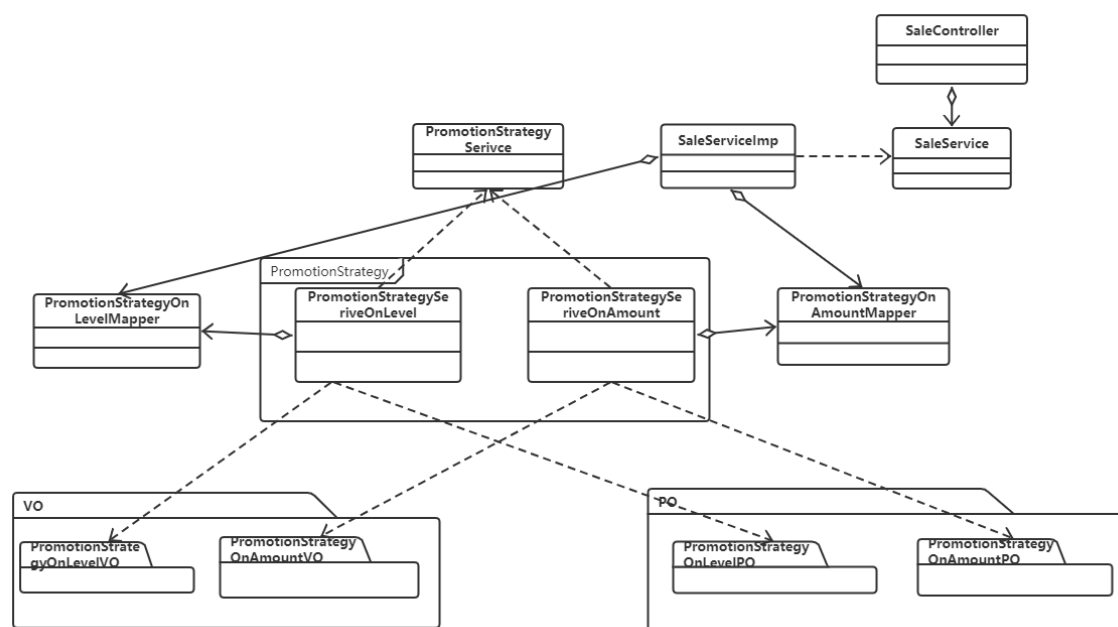 SaleController
PromotionStrategy
Serivce
SaleServiceImp
SaleService
PromotionStrategy
PromotionStrategyOn
LevelMapper
PromotionStrategySe
riveOnLevel
PromotionStrategySe
riveOnAmount
PromotionStrategyOn
AmountMapper
VO
PromotionStrate
gyOnLevelVO
PromotionStrategy
OnAmountVO
PO
PromotionStrategy
OnLevelPO
PromotionStrategy
OnAmountPO